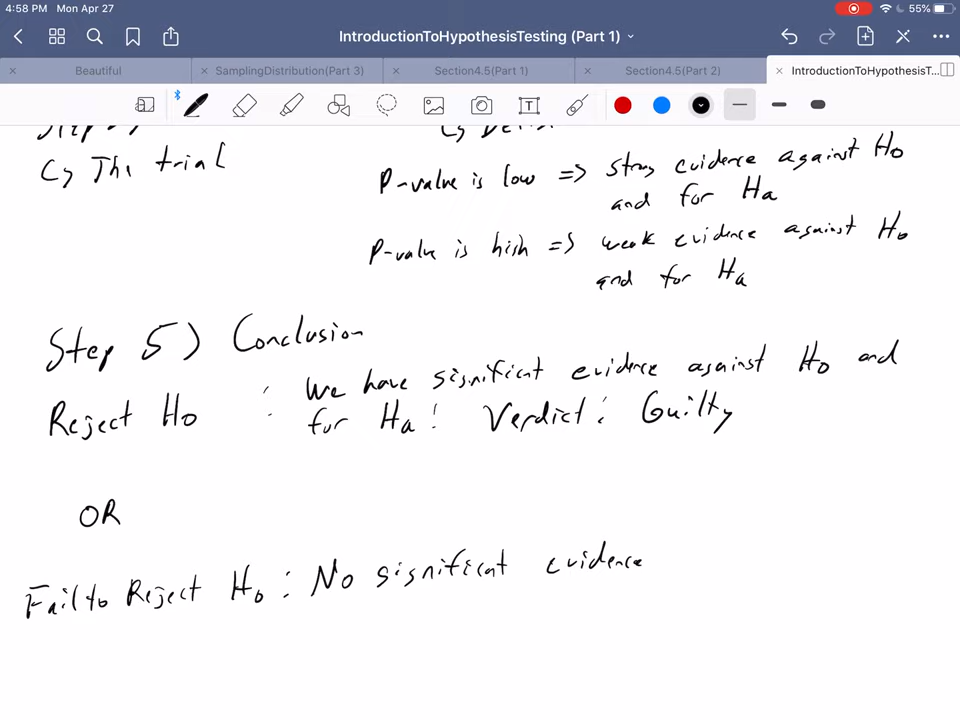 4:58 PM Mon Apr 27
55%
IntroductionToHypothesisTesting (Part 1)
Beautiful
SamplingDistribution(Part 3)
Section4.5(Part 1)
Section4.5 (Part 2)
IntroductionToHypothesisT...
↳ The trial
P-value is low => strong evidence against Ho
and for Ha
P-value is high => weak evidence against Ho
and for Ha
Step 5) Conclusion
Reject Ho : We have significant evidence against Ho and
for Ha! Verdict: Guilty
OR
Fail to Reject Ho : No significant evidence